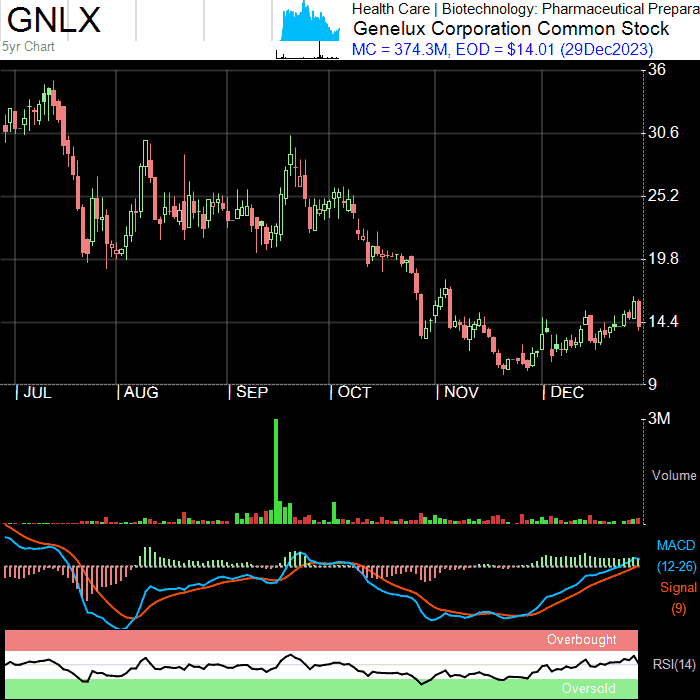 GNLX
5yr Chart
Health Care | Biotechnology: Pharmaceutical Prepara
Genelux Corporation Common Stock
MC = 374.3M, EOD = $14.01 (29Dec2023)
36
30.6
25.2
19.8
14.4
9
JUL AUG SEP OCT NOV DEC
3M
Volume
MACD
(12-26)
Signal
(9)
Overbought
RSI(14)
Oversold